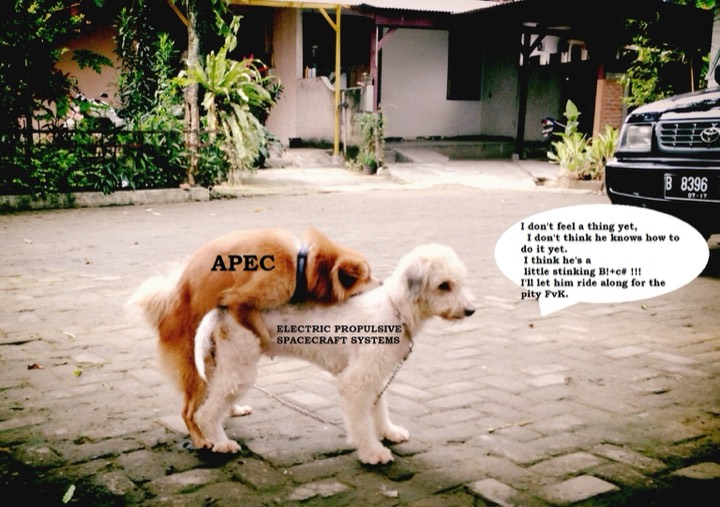 I don't feel a thing yet,
I don't think he knows how to
do it yet.
I think he's a
little stinking B!+c# !!!
I'll let him ride along for the
pity FvK.
APEC
ELECTRIC PROPULSIVE
SPACECRAFT SYSTEMS
B 8396
07·17